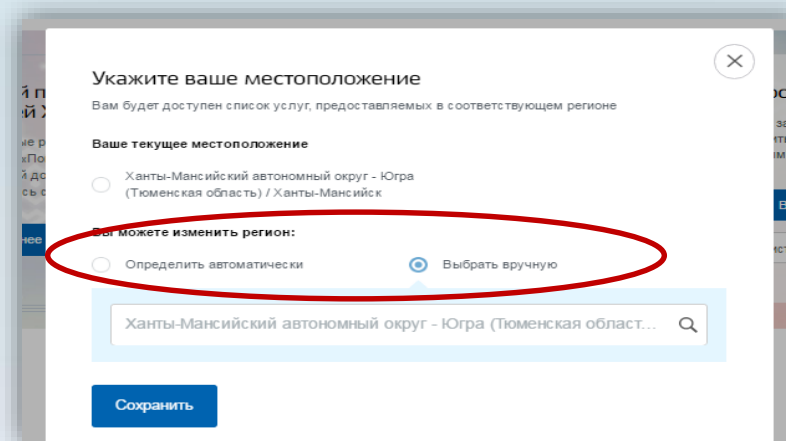 Укажите ваше местоположение
Вам будет доступен список услуг, предоставляемых в соответствующем регионе
Ваше текущее местоположение
Ханты-Мансийский автономный округ - Югра
(Тюменская область) / Ханты-Мансийск
Вы можете изменить регион:
Определить автоматически
Выбрать вручную
Ханты-Мансийский автономный округ - Югра (Тюменская област...
Сохранить